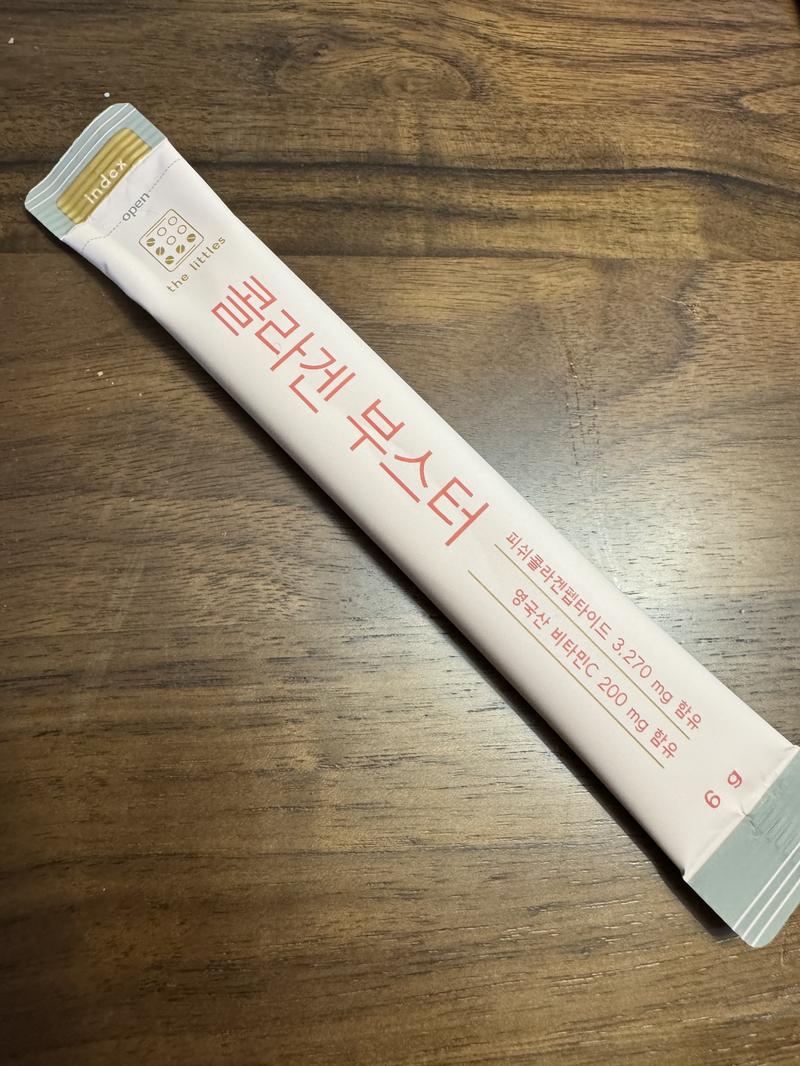 index
open
the littles
콜라겐 부스터
피쉬콜라겐펩타이드 3,270 mg 함유
영국산 비타민C 200 mg 함유
6 g